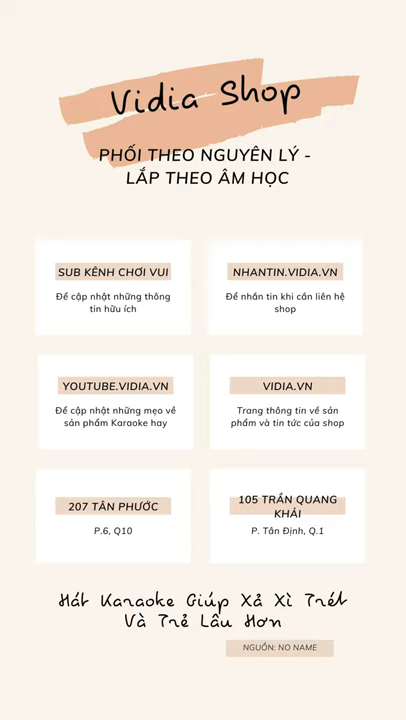 Vidia Shop
PHỐI THEO NGUYÊN LÝ -
LẮP THEO ÂM HỌC
SUB KÊNH CHƠI VUI
Để cập nhật những thông
tin hữu ích
NHANTIN.VIDIA.VN
Để nhắn tin khi cần liên hệ
shop
YOUTUBE.VIDIA.VN
Để cập nhật những mẹo về
sản phẩm Karaoke hay
VIDIA.VN
Trang thông tin về sản
phẩm và tin tức của shop
207 TÂN PHƯỚC
P.6, Q10
105 TRẦN QUANG
KHẢI
P. Tân Định, Q.1
Hát Karaoke Giúp Xả Xì Trét
Và Trẻ Lâu Hơn
NGUỒN: NO NAME